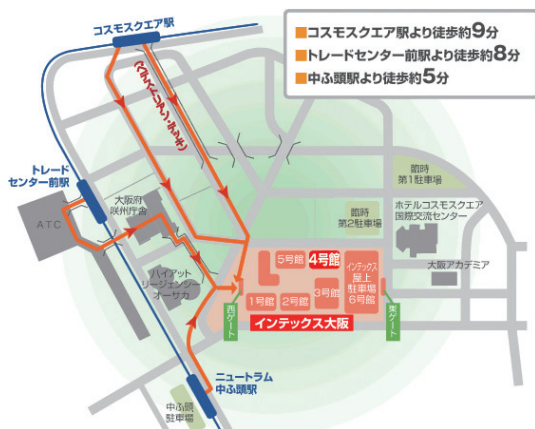 コスモスクエア駅
■コスモスクエア駅より徒歩約9分
■トレードセンター前駅より徒歩約8分
■中ふ頭駅より徒歩約5分
(ペデストリアン・デッキ)
トレード
センター前駅
大阪府
咲州庁舎
ATC
臨時
第1駐車場
臨時
第2駐車場
ホテルコスモスクエア
国際交流センター
大阪アカデミア
ハイアット
リージェンシー
オーサカ
5号館
4号館
インテックス
屋上
駐車場
6号館
1号館
2号館
3号館
西ゲート
東ゲート
インテックス大阪
ニュートラム
中ふ頭駅
中ふ頭
駐車場